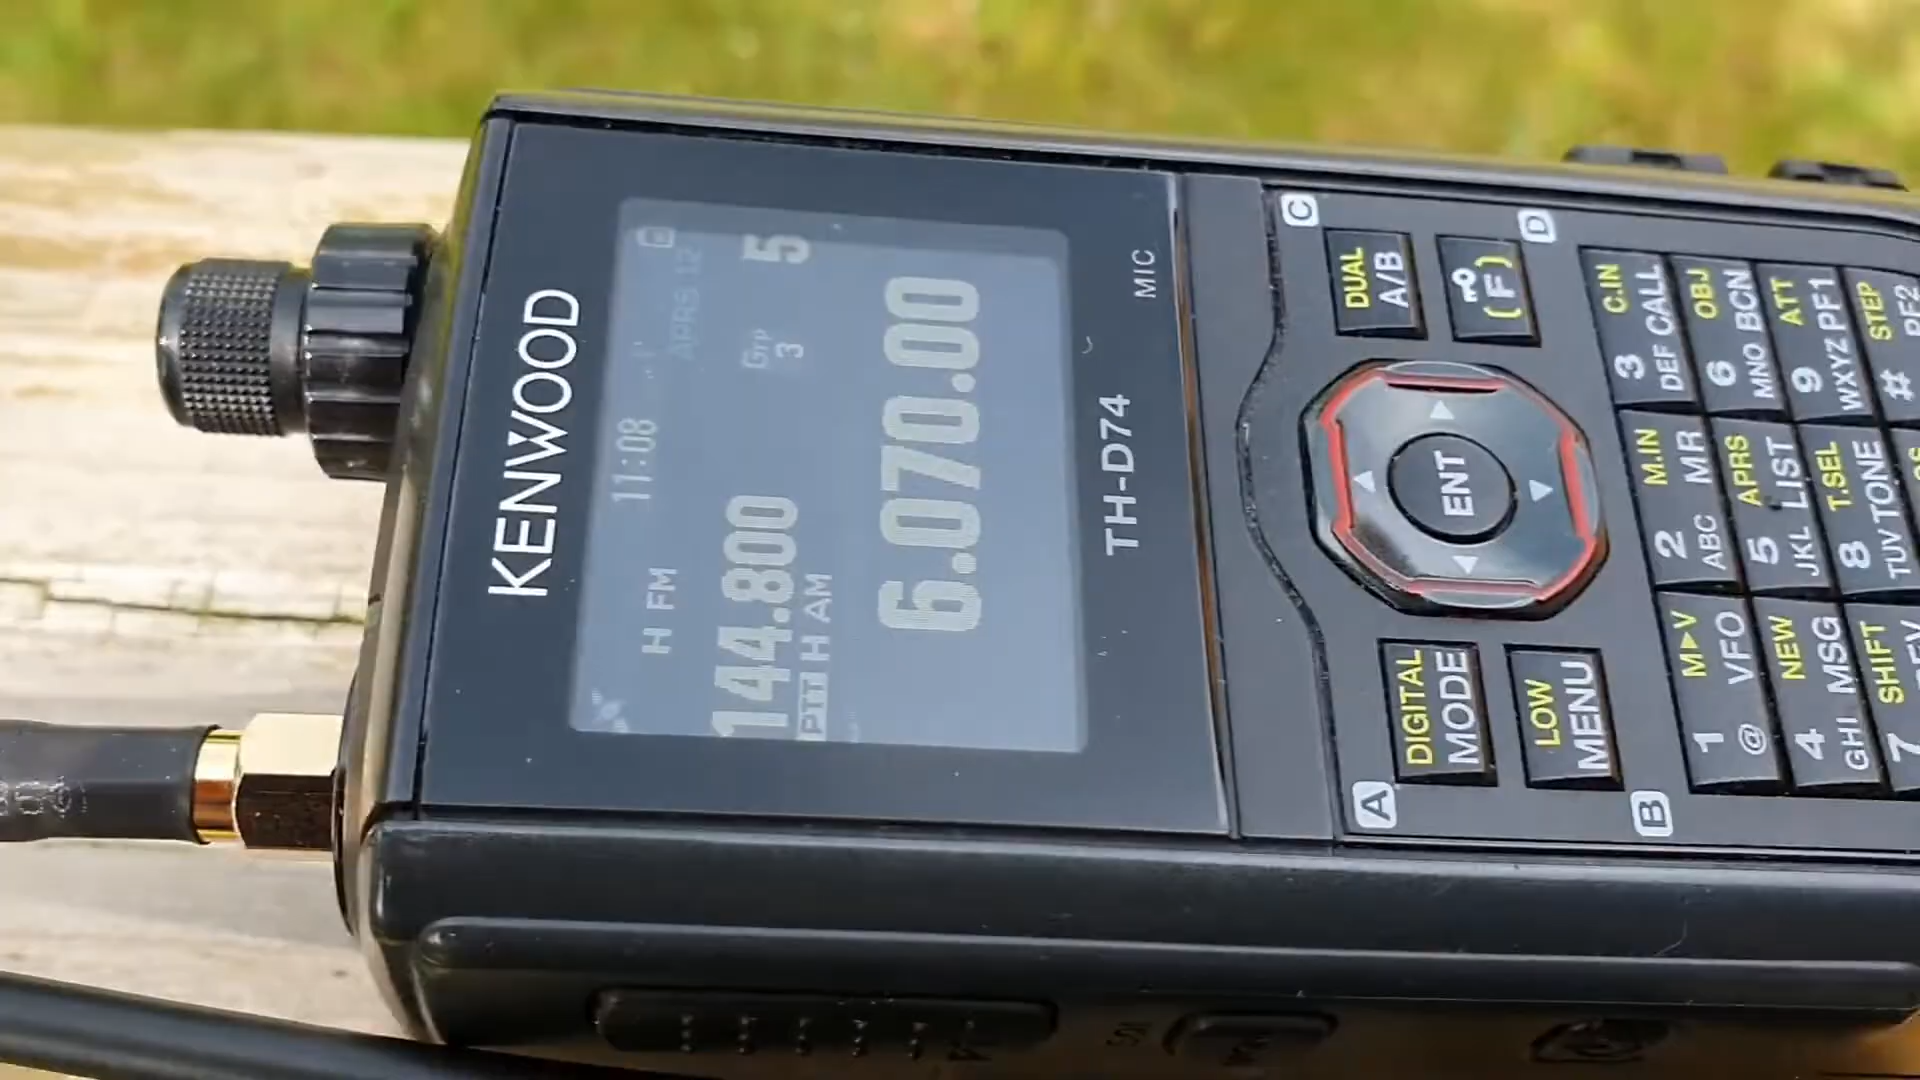 KENWOOD
11:08
APRS 12
H FM
144.800
Grp
3
5
PTT H AM
6.070.00
TH-D74
MIC
A
B
C
D
DUAL
A/B
(F)
ENT
DIGITAL
MODE
LOW
MENU
M▶V
1 VFO
@
M.IN
2 MR
ABC
C.IN
3 CALL
DEF
NEW
4 MSG
GHI
APRS
5 LIST
JKL
OBJ
6 BCN
MNO
SHIFT
7
T.SEL
8 TONE
TUV
ATT
9 PF1
WXYZ
STEP
# PF2